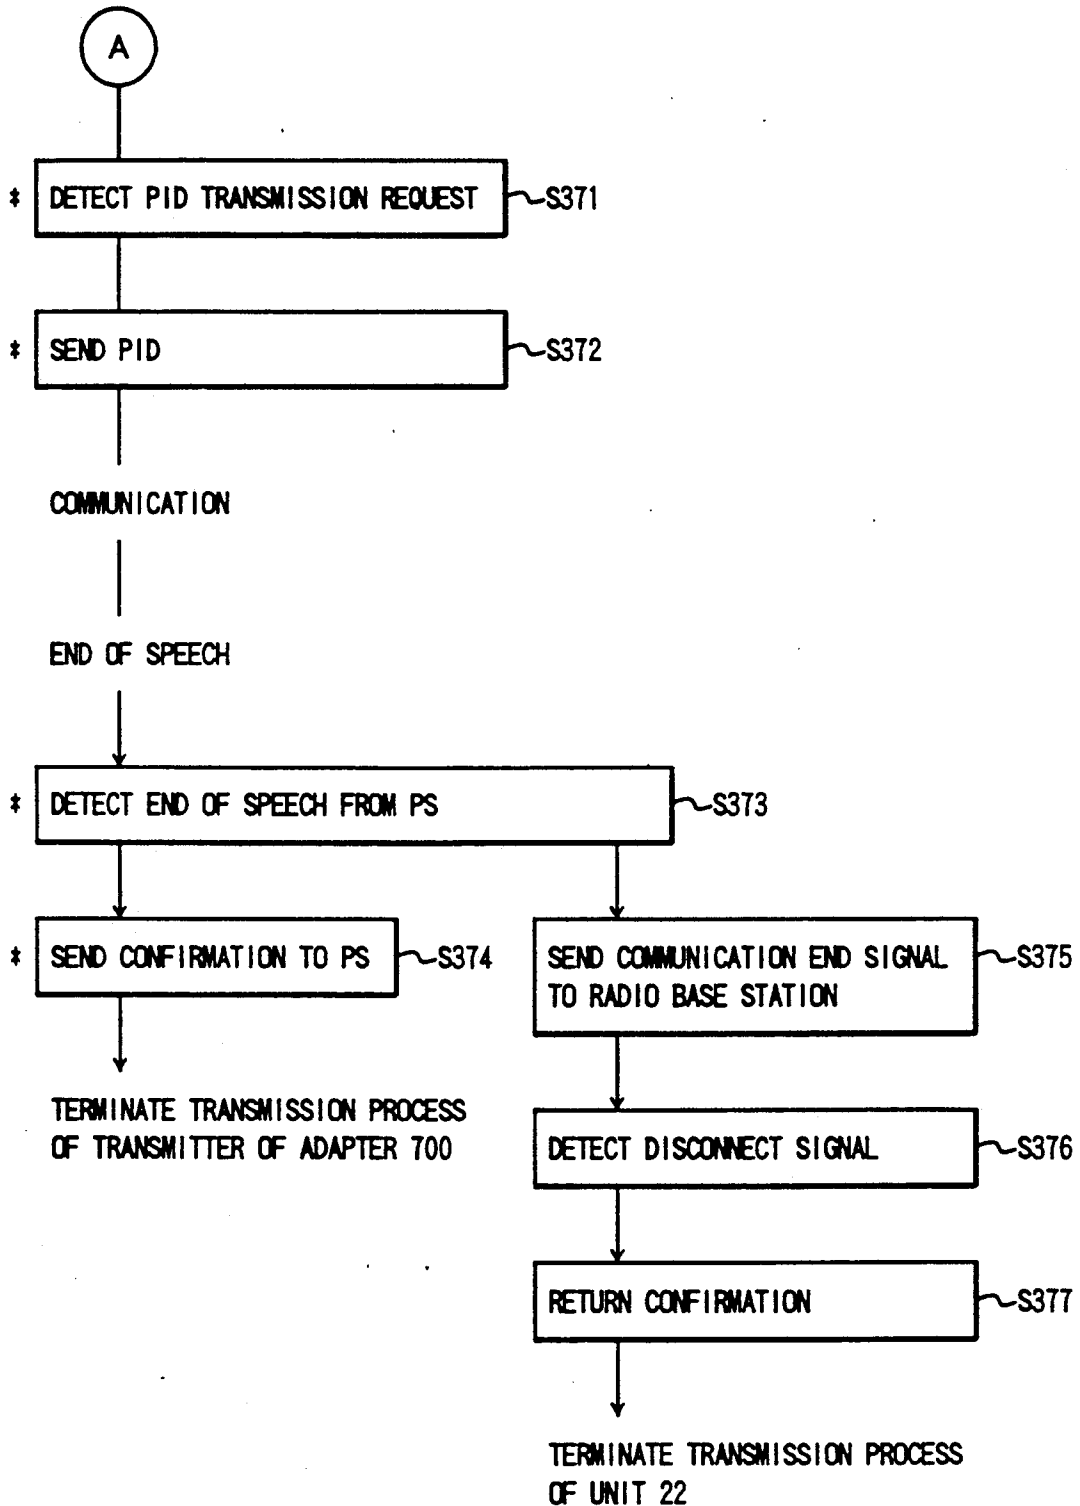 A
‡ DETECT PID TRANSMISSION REQUEST S371
‡ SEND PID S372
COMMUNICATION
END OF SPEECH
‡ DETECT END OF SPEECH FROM PS S373
‡ SEND CONFIRMATION TO PS S374
SEND COMMUNICATION END SIGNAL S375
TO RADIO BASE STATION
TERMINATE TRANSMISSION PROCESS
OF TRANSMITTER OF ADAPTER 700
DETECT DISCONNECT SIGNAL S376
RETURN CONFIRMATION S377
TERMINATE TRANSMISSION PROCESS
OF UNIT 22